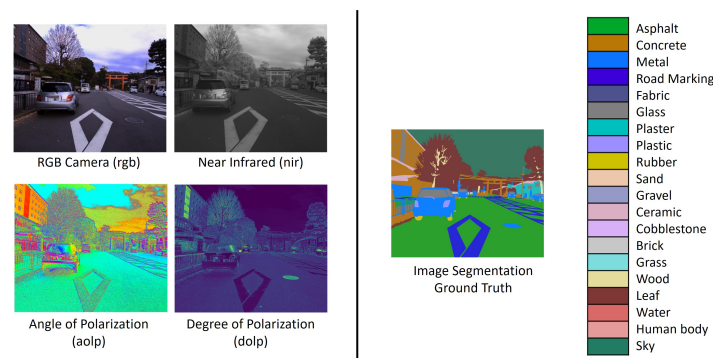 RGB Camera (rgb)
Near Infrared (nir)
Angle of Polarization
(aolp)
Degree of Polarization
(dolp)
Image Segmentation
Ground Truth
Asphalt
Concrete
Metal
Road Marking
Fabric
Glass
Plaster
Plastic
Rubber
Sand
Gravel
Ceramic
Cobblestone
Brick
Grass
Wood
Leaf
Water
Human body
Sky